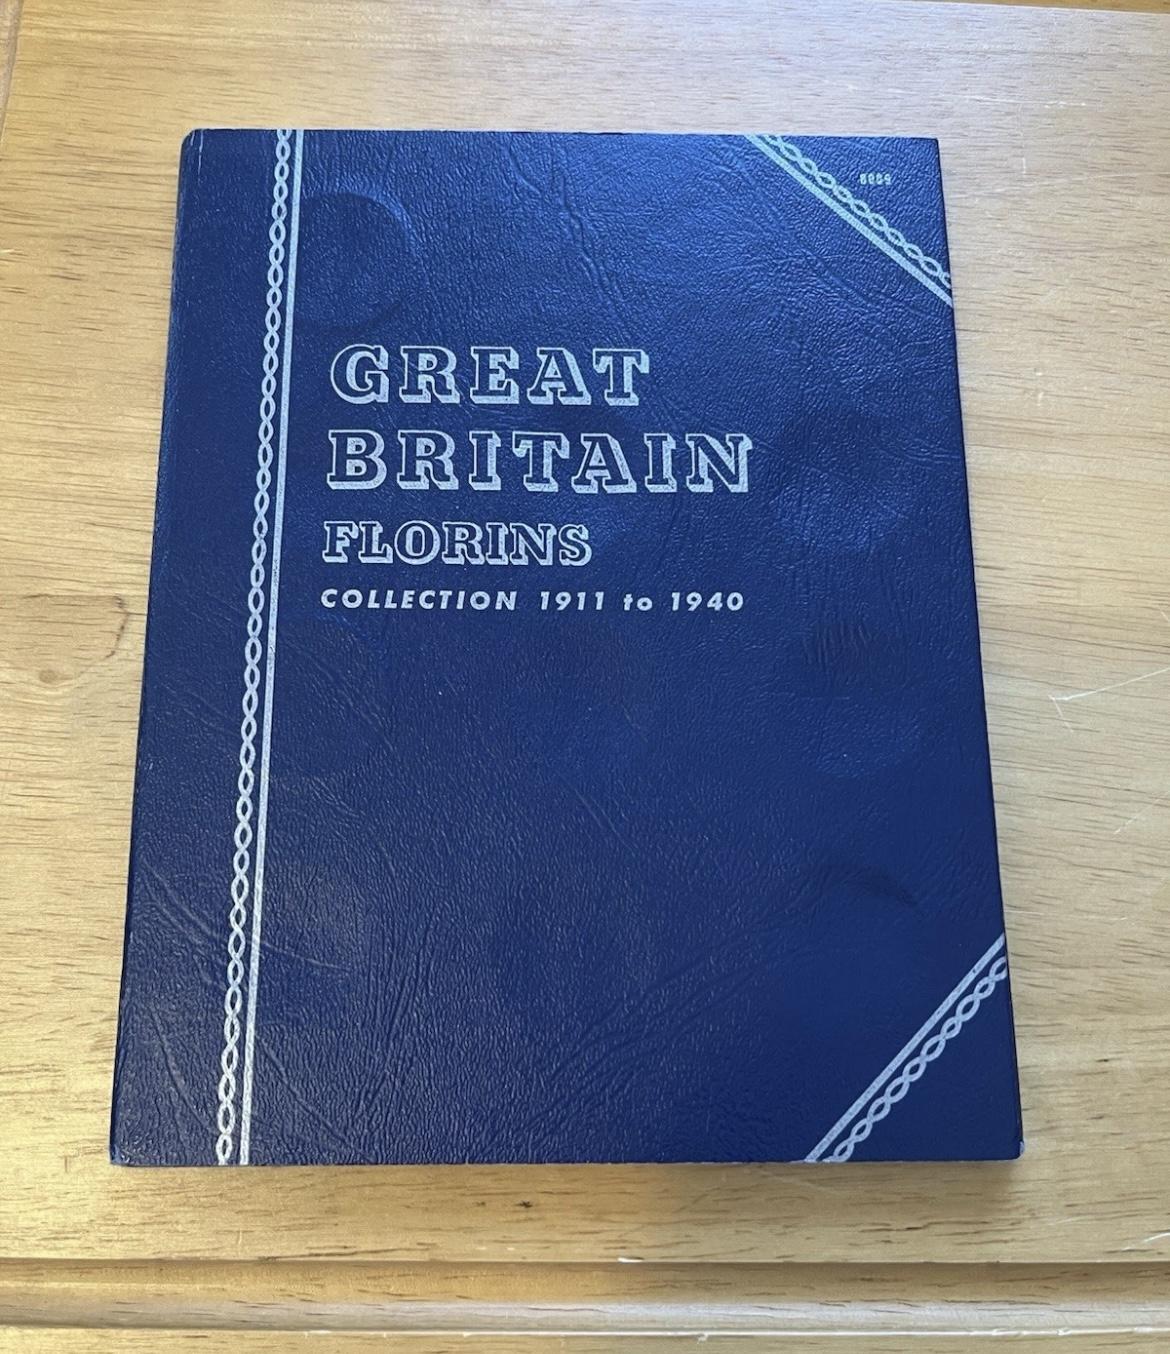 GREAT
BRITAIN
FLORINS
COLLECTION 1911 to 1940